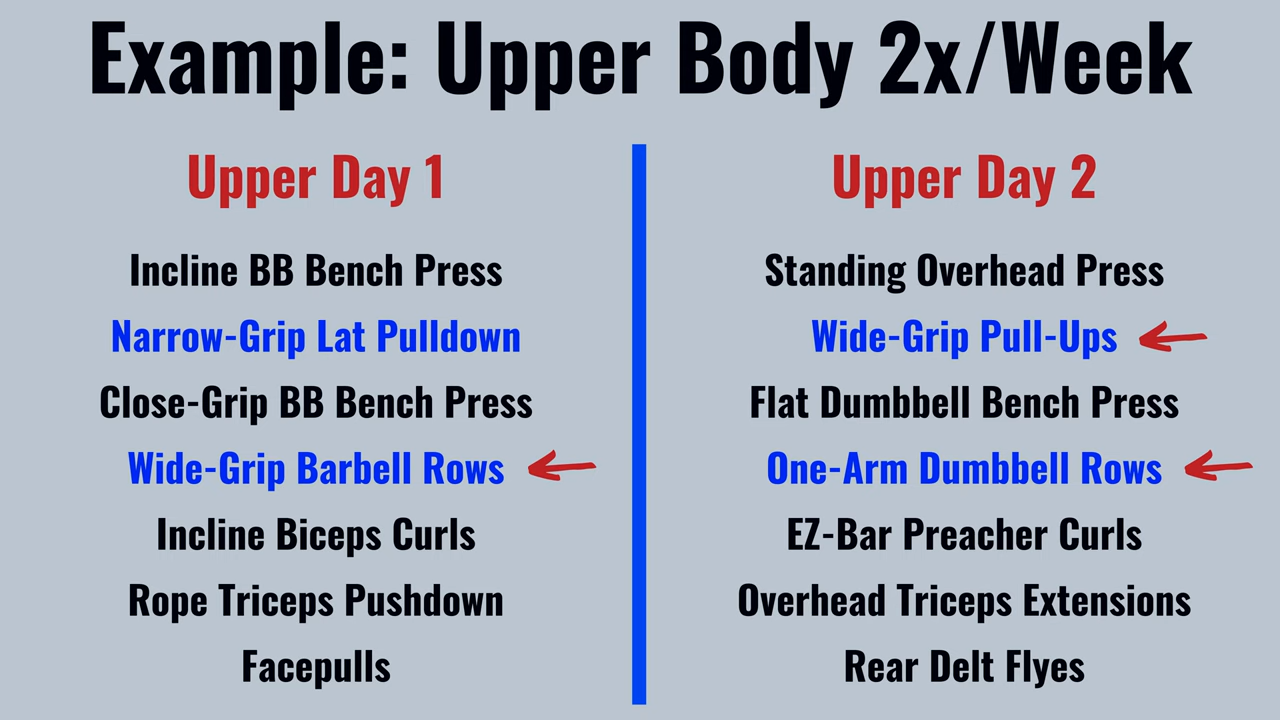 Example: Upper Body 2x/Week
Upper Day 1
Incline BB Bench Press
Narrow-Grip Lat Pulldown
Close-Grip BB Bench Press
Wide-Grip Barbell Rows
Incline Biceps Curls
Rope Triceps Pushdown
Facepulls
Upper Day 2
Standing Overhead Press
Wide-Grip Pull-Ups
Flat Dumbbell Bench Press
One-Arm Dumbbell Rows
EZ-Bar Preacher Curls
Overhead Triceps Extensions
Rear Delt Flyes